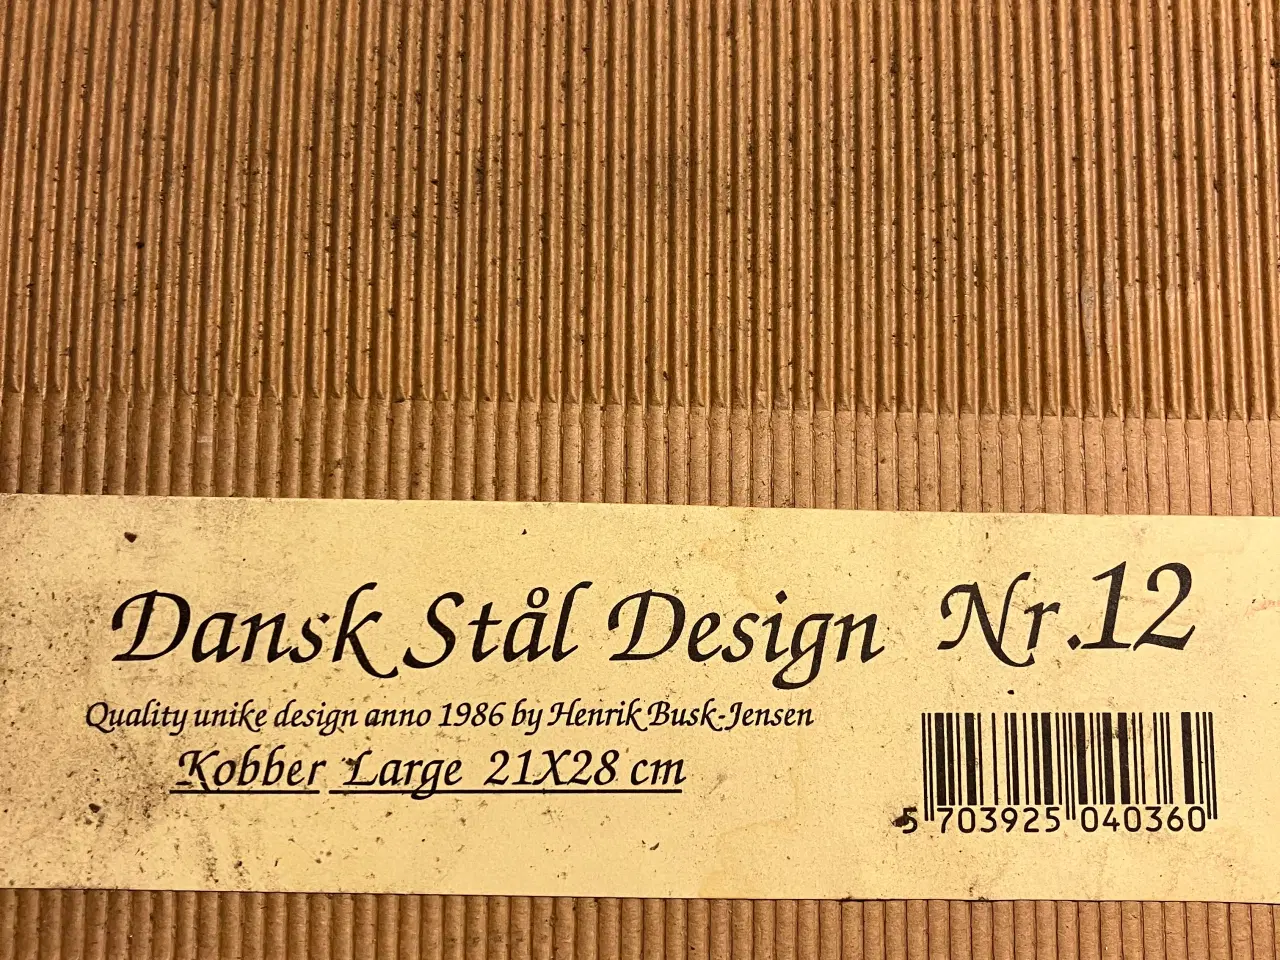 Dansk Stål Design Nr.12
Quality unike design anno 1986 by Henrik Busk-Jensen
Kobber Large 21X28 cm
5 703925 040360